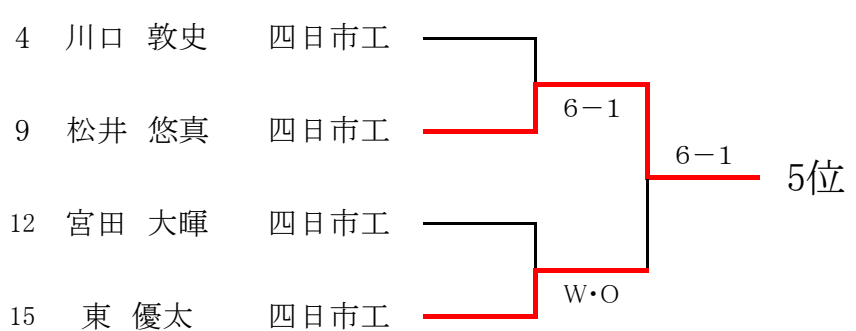 4 川口 敦史 四日市工
6－1
9 松井 悠真 四日市工
6－1
5位
12 宮田 大暉 四日市工
W・O
15 東 優太 四日市工